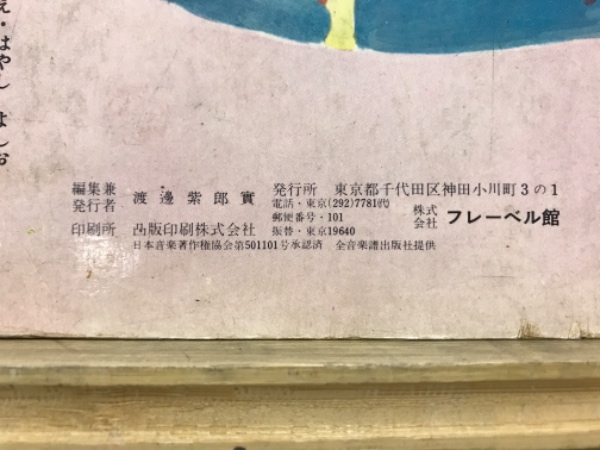 え・はやし よしお
編集兼
発行者 渡邊紫郎實
印刷所 凸版印刷株式会社
発行所 東京都千代田区神田小川町3の1
電話・東京(292)7781代
郵便番号・101
振替・東京19640
株式
会社 フレーベル館
日本音楽著作権協会第501101号承認済 全音楽譜出版社提供